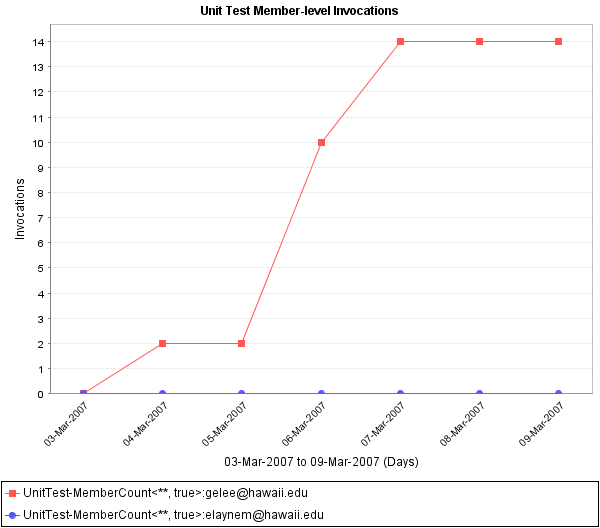 Unit Test Member-level Invocations
14
13
12
11
10
9
8
7
6
5
4
3
2
1
0
Invocations
03-Mar-2007
04-Mar-2007
05-Mar-2007
06-Mar-2007
07-Mar-2007
08-Mar-2007
09-Mar-2007
03-Mar-2007 to 09-Mar-2007 (Days)
UnitTest-MemberCount<**, true>:gelee@hawaii.edu
UnitTest-MemberCount<**, true>:elaynem@hawaii.edu